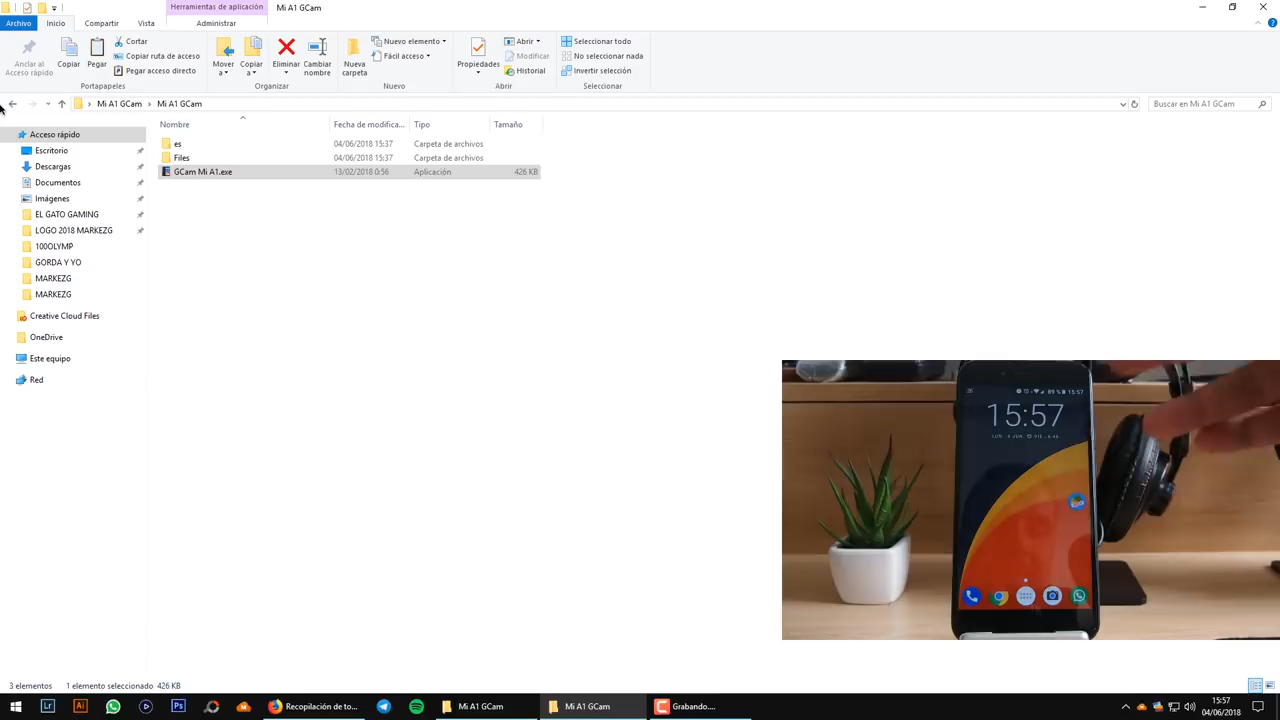 Herramientas de aplicación
Mi A1 GCam
Archivo
Inicio
Compartir
Vista
Administrar
Anclar al
Acceso rápido
Copiar
Pegar
Cortar
Copiar ruta de acceso
Pegar acceso directo
Portapapeles
Mover
a
Copiar
a
Eliminar
Cambiar
nombre
Organizar
Nueva
carpeta
Nuevo elemento
Fácil acceso
Nuevo
Propiedades
Abrir
Modificar
Historial
Abrir
Seleccionar todo
No seleccionar nada
Invertir selección
Seleccionar
Mi A1 GCam
Mi A1 GCam
Buscar en Mi A1 GCam
Nombre
Fecha de modifica...
Tipo
Tamaño
es
04/06/2018 15:37
Carpeta de archivos
Files
04/06/2018 15:37
Carpeta de archivos
GCam Mi A1.exe
13/02/2018 0:56
Aplicación
426 KB
Acceso rápido
Escritorio
Descargas
Documentos
Imágenes
EL GATO GAMING
LOGO 2018 MARKEZG
100OLYMP
GORDA Y YO
MARKEZG
MARKEZG
Creative Cloud Files
OneDrive
Este equipo
Red
89 % 15:57
15:57
3 elementos
1 elemento seleccionado 426 KB
Lr
Ai
Ps
Recopilación de to...
Mi A1 GCam
Mi A1 GCam
Grabando....
15:57
04/06/2018